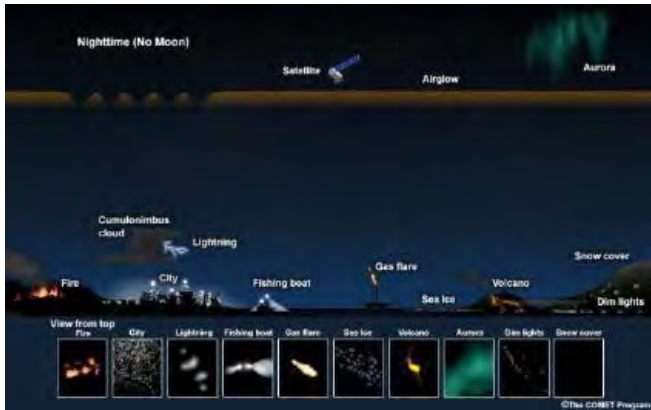 Nighttime (No Moon)
Satellite
Airglow
Aurora
Cumulonimbus
cloud
Lightning
Snow cover
Gas flare
Fire
City
Fishing boat
Sea Ice
Volcano
Dim lights
View from top
Fire
City
Lightning
Fishing boat
Gas flare
Sea Ice
Volcano
Aurora
Dim lights
Snow cover
©The COMET Program